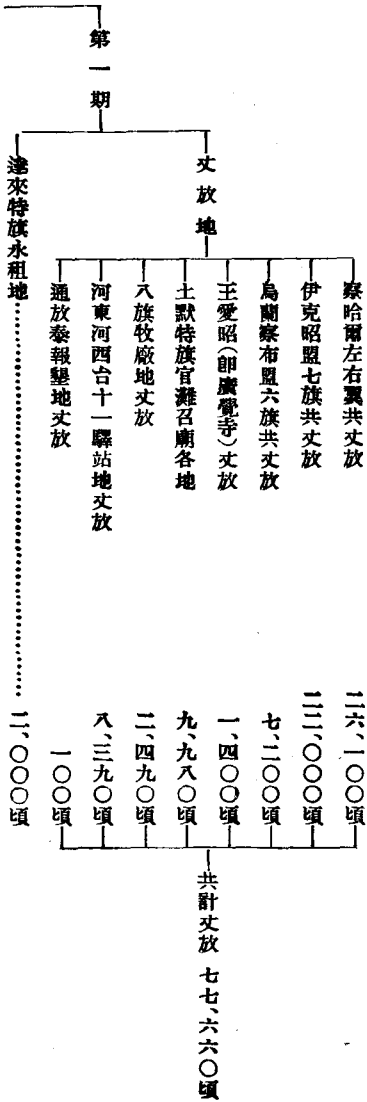 第一期
丈放地
察哈爾左右翼共丈放 二六、一〇〇頃
伊克昭盟七旗共丈放 二二、〇〇〇頃
烏蘭察布盟六旗共丈放 七、二〇〇頃
王愛昭(卽廣覺寺)丈放 一、四〇〇頃
土默特旗官灘召廟各地 九、九八〇頃
八旗牧廠地丈放 二、四九〇頃
河東河西台十一驛站地丈放 八、三九〇頃
通放泰報墾地丈放 一〇〇頃
共計丈放 七七、六六〇頃
達來特旗永租地 二、〇〇〇頃